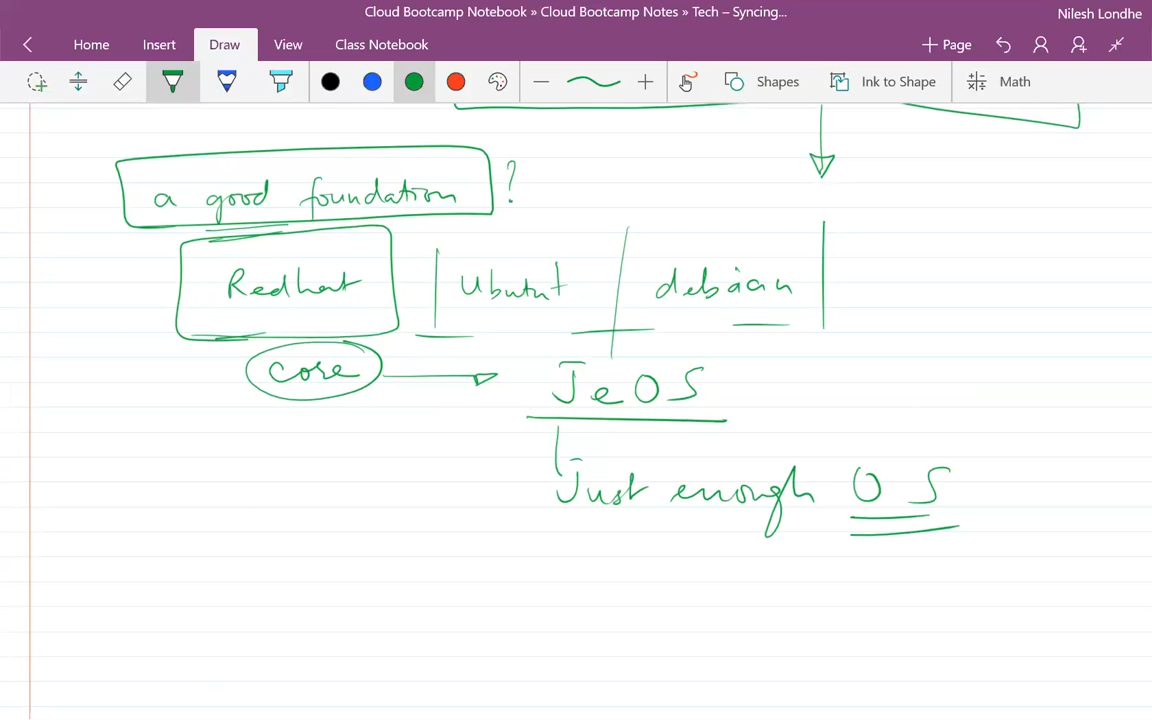 Cloud Bootcamp Notebook » Cloud Bootcamp Notes » Tech – Syncing...
Nilesh Londhe
Home Insert Draw View Class Notebook
Page
Shapes Ink to Shape Math
a good foundation ?
Redhat Ubuntu debian
core
JeOS
Just enough OS